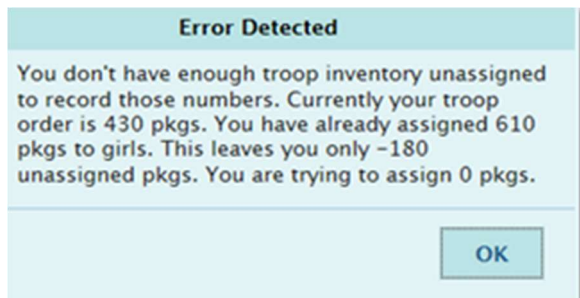 Error Detected
You don't have enough troop inventory unassigned
to record those numbers. Currently your troop
order is 430 pkgs. You have already assigned 610
pkgs to girls. This leaves you only -180
unassigned pkgs. You are trying to assign 0 pkgs.
OK